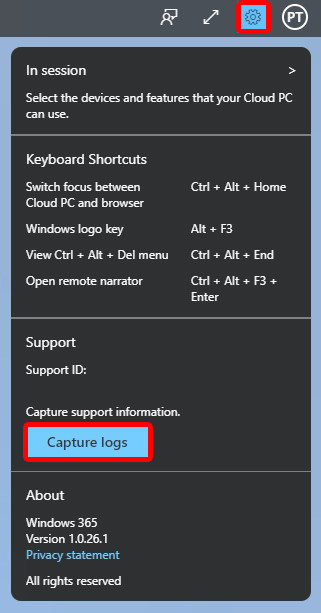 PT
In session >
Select the devices and features that your Cloud PC
can use.
Keyboard Shortcuts
Switch focus between Ctrl + Alt + Home
Cloud PC and browser
Windows logo key Alt + F3
View Ctrl + Alt + Del menu Ctrl + Alt + End
Open remote narrator Ctrl + Alt + F3 +
Enter
Support
Support ID:
Capture support information.
Capture logs
About
Windows 365
Version 1.0.26.1
Privacy statement
All rights reserved